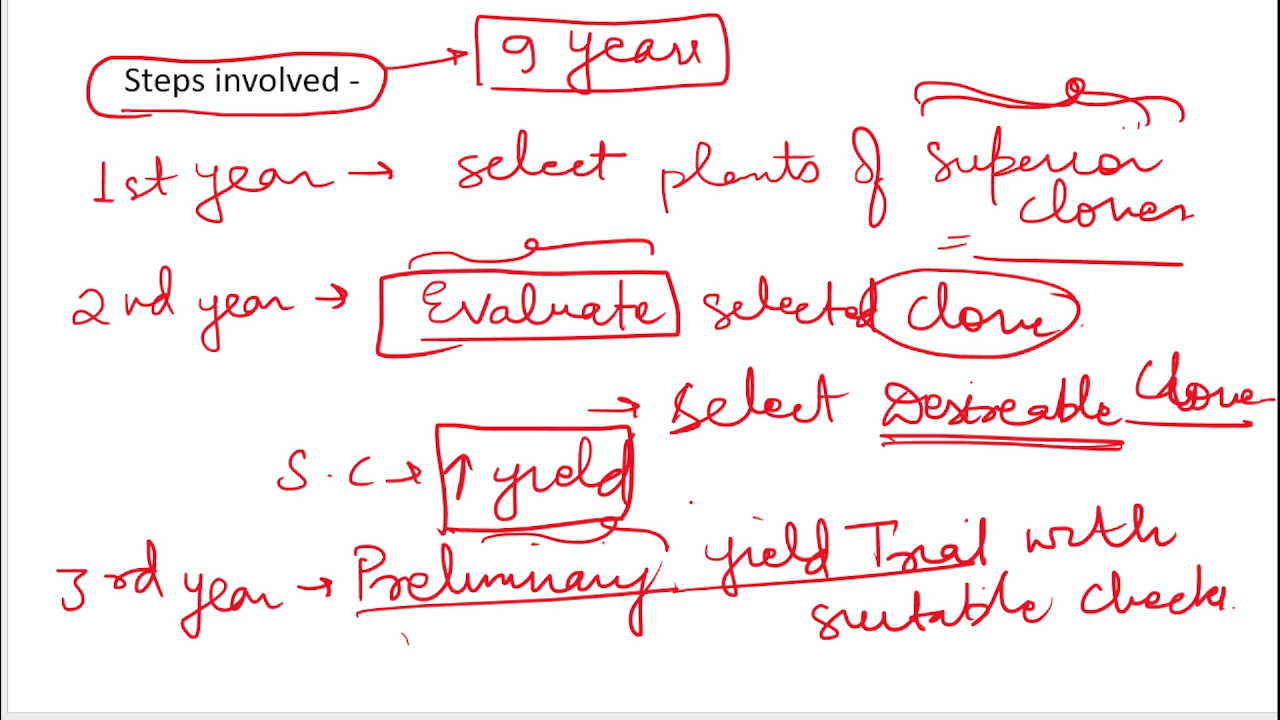 Steps involved - → 9 years
1st year → select plants of superior
clones
2nd year → Evaluate selected clone.
→ select Desireable Clone
S.C → ↑ yield
3rd year → Preliminary yield Trial with
suitable checks.